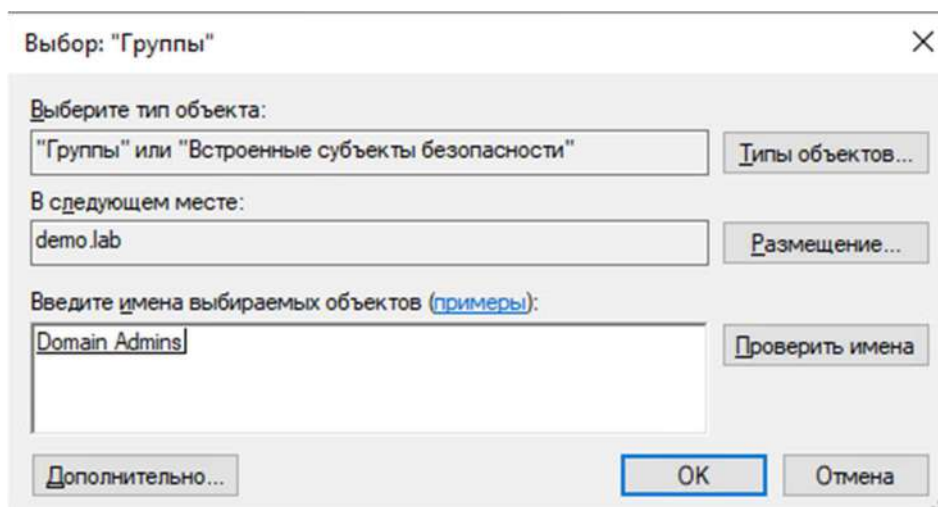 Выбор: "Группы"
Выберите тип объекта:
"Группы" или "Встроенные субъекты безопасности"
Типы объектов...
В следующем месте:
demo.lab
Размещение...
Введите имена выбираемых объектов (примеры):
Domain Admins
Проверить имена
Дополнительно...
OK
Отмена